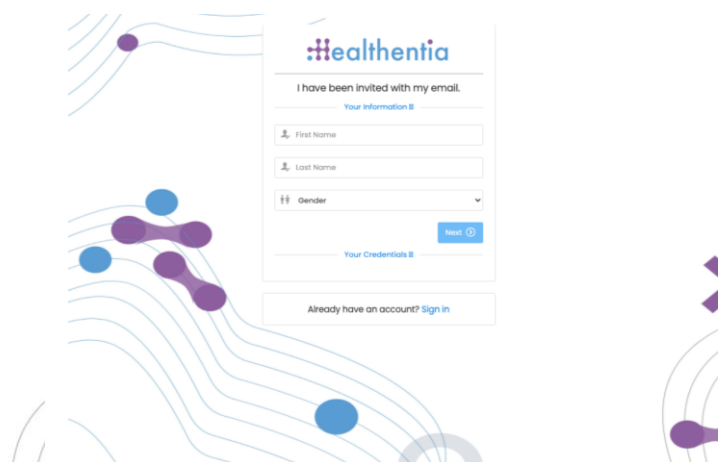 Healthentia
I have been invited with my email.
Your Information
First Name
Last Name
Gender
Next
Your Credentials
Already have an account? Sign in